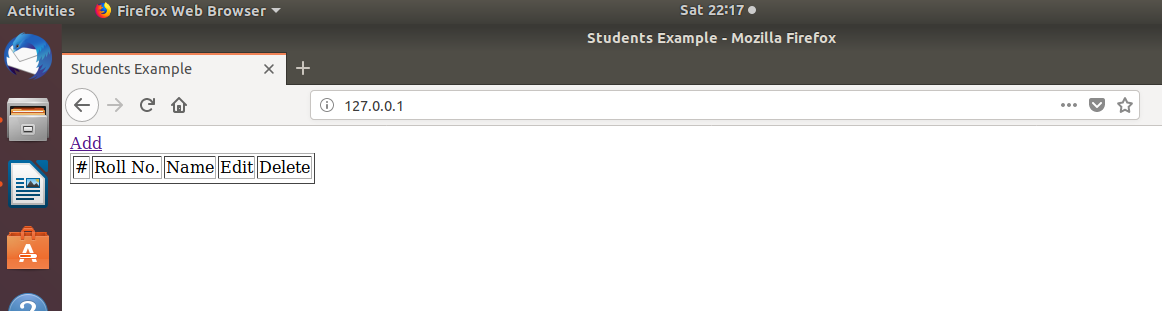 Activities Firefox Web Browser Sat 22:17
Students Example - Mozilla Firefox
Students Example
127.0.0.1
Add
# Roll No. Name Edit Delete